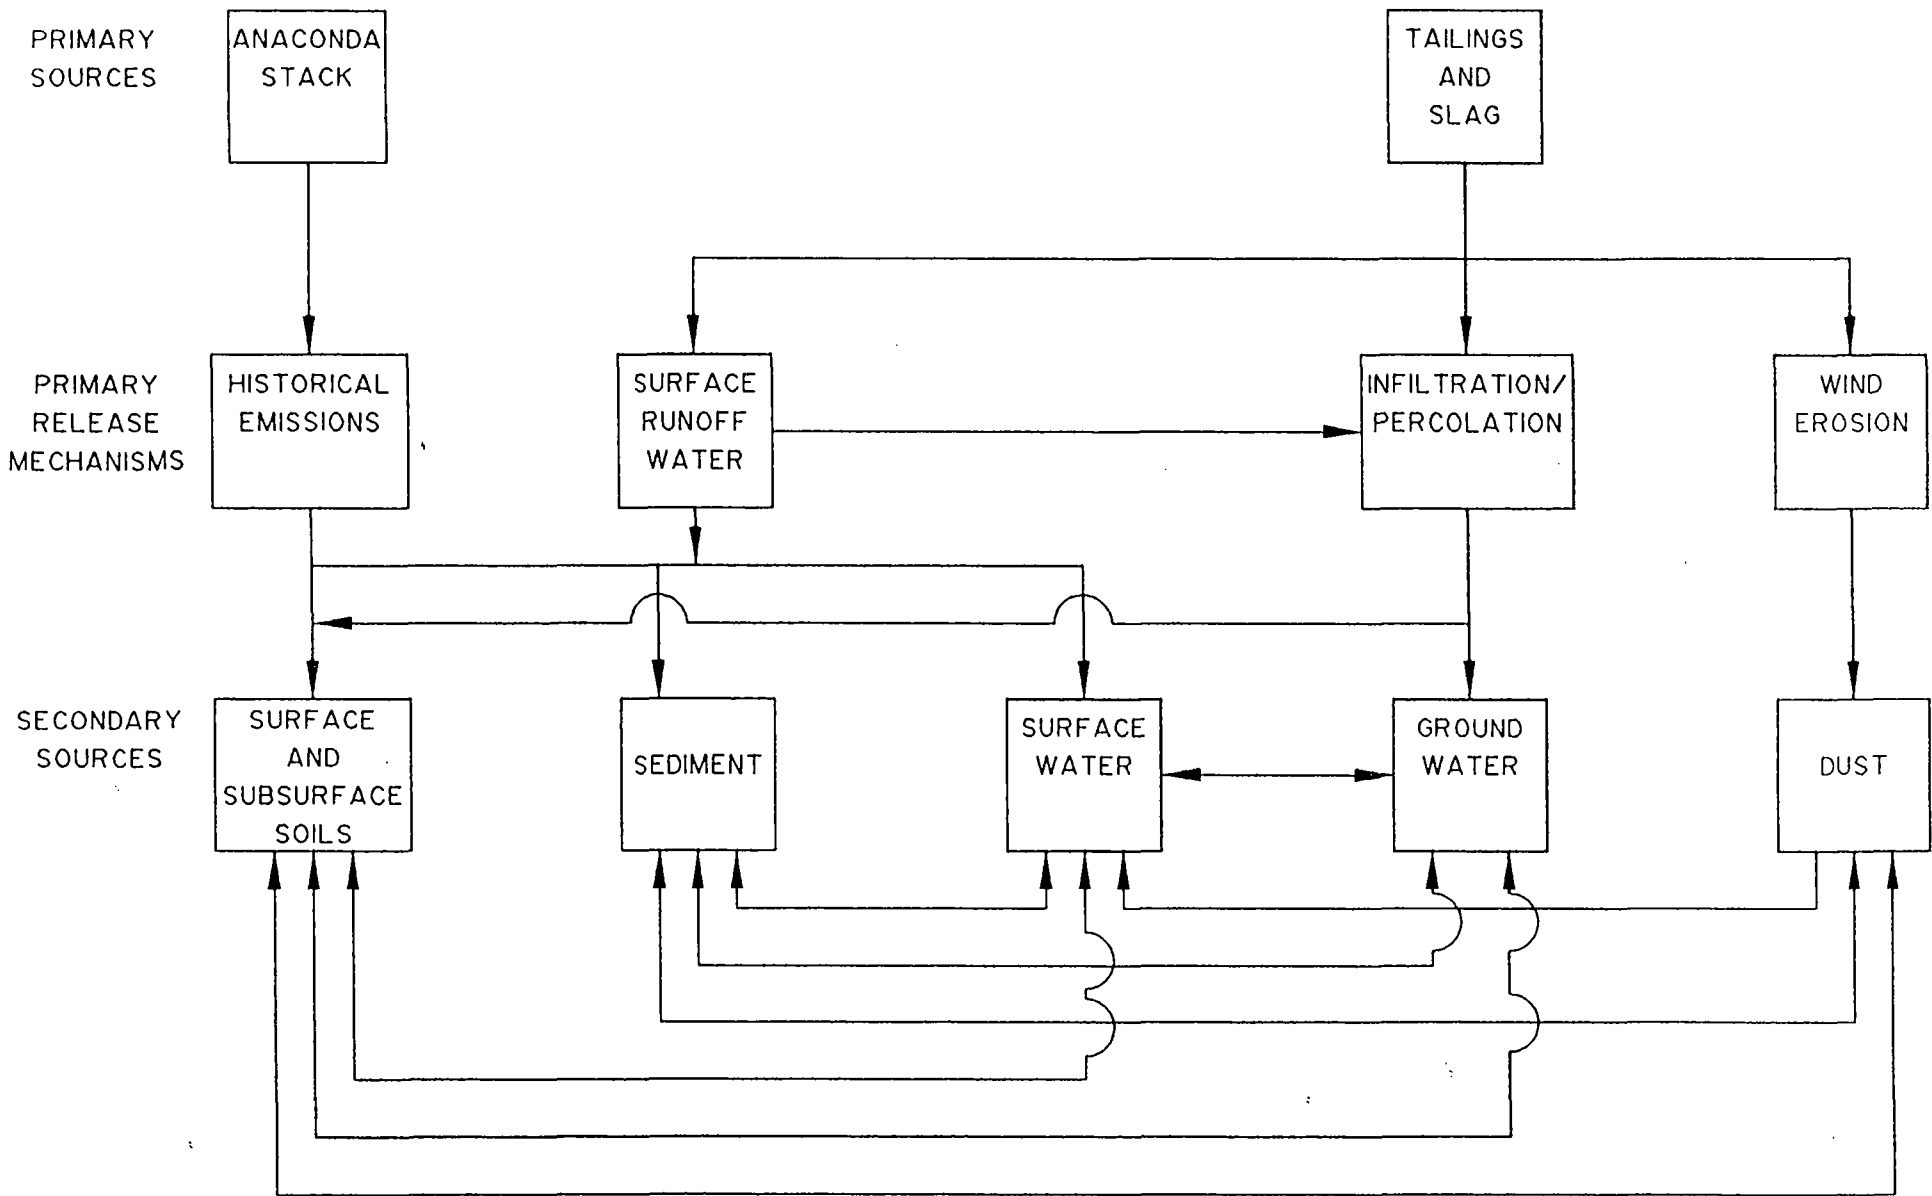 PRIMARY
SOURCES
ANACONDA
STACK
TAILINGS
AND
SLAG
PRIMARY
RELEASE
MECHANISMS
HISTORICAL
EMISSIONS
SURFACE
RUNOFF
WATER
INFILTRATION/
PERCOLATION
WIND
EROSION
SECONDARY
SOURCES
SURFACE
AND
SUBSURFACE
SOILS
SEDIMENT
SURFACE
WATER
GROUND
WATER
DUST